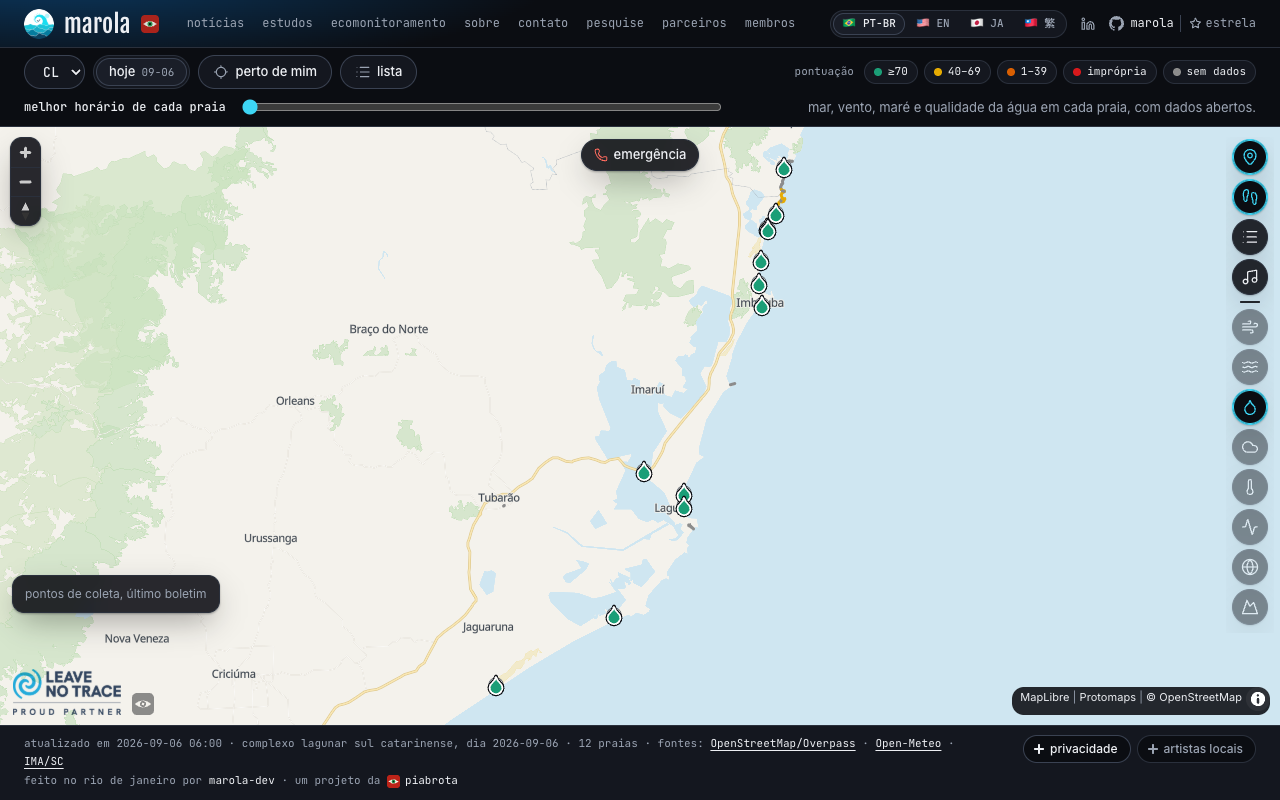 marola
notícias estudos ecomonitoramento sobre contato pesquise parceiros membros
PT-BR EN JA 繁
marola estrela
CL
hoje 09-06
perto de mim
lista
pontuação ≥70 40–69 1–39 imprópria sem dados
melhor horário de cada praia
mar, vento, maré e qualidade da água em cada praia, com dados abertos.
emergência
Braço do Norte
Imaruí
Orleans
Tubarão
Urussanga
pontos de coleta, último boletim
Jaguaruna
Nova Veneza
Criciúma
LEAVE
NO TRACE
PROUD PARTNER
MapLibre | Protomaps | © OpenStreetMap
atualizado em 2026-09-06 06:00 · complexo lagunar sul catarinense, dia 2026-09-06 · 12 praias · fontes: OpenStreetMap/Overpass · Open-Meteo ·
IMA/SC
feito no rio de janeiro por marola-dev · um projeto da piabrota
privacidade
artistas locais